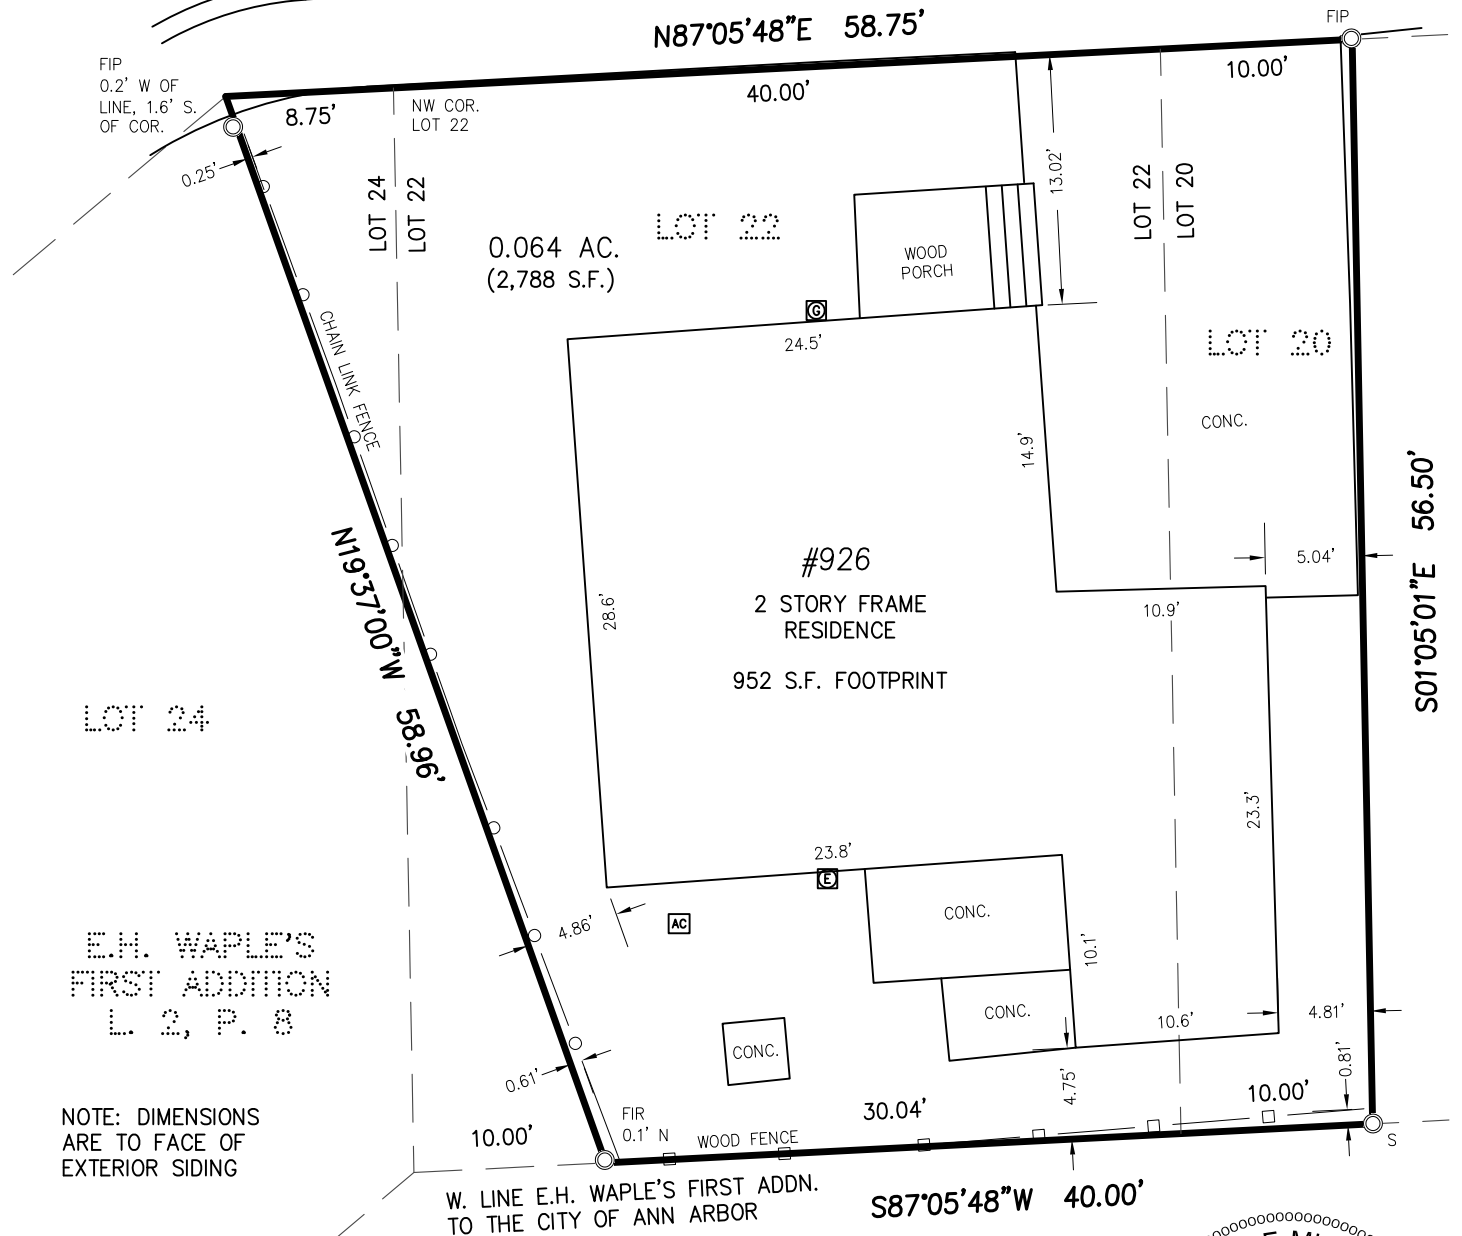 N87°05'48"E 58.75'
FIP
FIP
0.2' W OF
LINE, 1.6' S.
OF COR.
8.75'
NW COR.
LOT 22
40.00'
10.00'
0.25'
13.02'
LOT 24
LOT 22
LOT 22
LOT 22
LOT 20
0.064 AC.
(2,788 S.F.)
WOOD
PORCH
G
24.5'
LOT 20
CHAIN LINK FENCE
CONC.
14.9'
S01°05'01"E 56.50'
5.04'
#926
2 STORY FRAME
RESIDENCE
952 S.F. FOOTPRINT
28.6'
10.9'
N19°37'00"W 58.96'
LOT 24
23.3'
23.8'
E
AC
CONC.
4.86'
10.1'
E.H. WAPLE'S
FIRST ADDITION
L. 2, P. 8
CONC.
10.6'
4.81'
CONC.
0.61'
4.75'
0.81'
NOTE: DIMENSIONS
ARE TO FACE OF
EXTERIOR SIDING
10.00'
FIR
0.1' N
WOOD FENCE
30.04'
10.00'
S
W. LINE E.H. WAPLE'S FIRST ADDN.
TO THE CITY OF ANN ARBOR
S87°05'48"W 40.00'